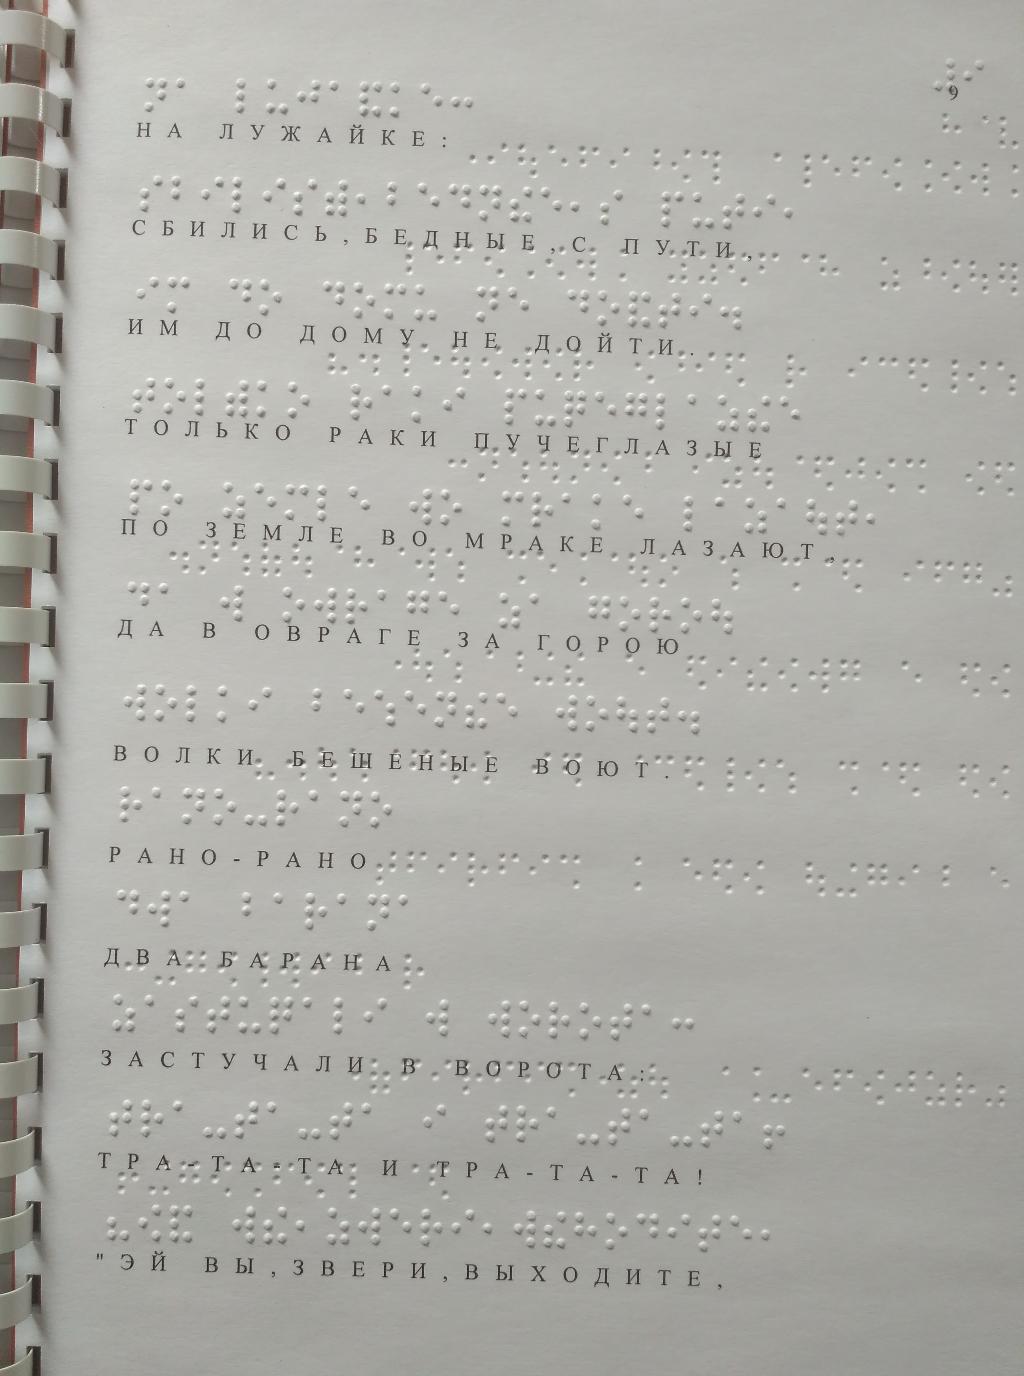 9
НА ЛУЖАЙКЕ:
СБИЛИСЬ,БЕДНЫЕ,С ПУТИ,
ИМ ДО ДОМУ НЕ ДОЙТИ.
ТОЛЬКО РАКИ ПУЧЕГЛАЗЫЕ
ПО ЗЕМЛЕ ВО МРАКЕ ЛАЗАЮТ,
ДА В ОВРАГЕ ЗА ГОРОЮ
ВОЛКИ БЕШЕНЫЕ ВОЮТ.
РАНО-РАНО
ДВА БАРАНА
ЗАСТУЧАЛИ В ВОРОТА:
ТРА-ТА-ТА И ТРА-ТА-ТА!
"ЭЙ ВЫ,ЗВЕРИ,ВЫХОДИТЕ,